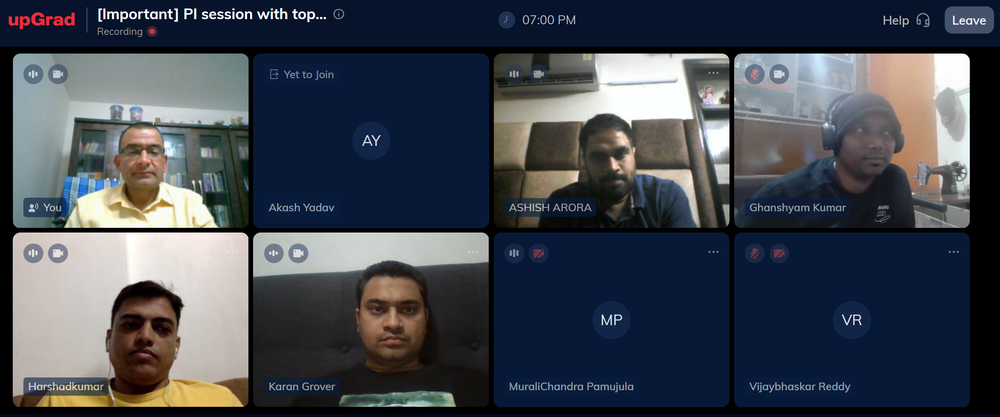 upGrad
[Important] PI session with top...
Recording
07:00 PM
Help
Leave
You
Yet to Join
AY
Akash Yadav
ASHISH ARORA
Ghanshyam Kumar
Harshadkumar
Karan Grover
MP
MuraliChandra Pamujula
VR
Vijaybhaskar Reddy